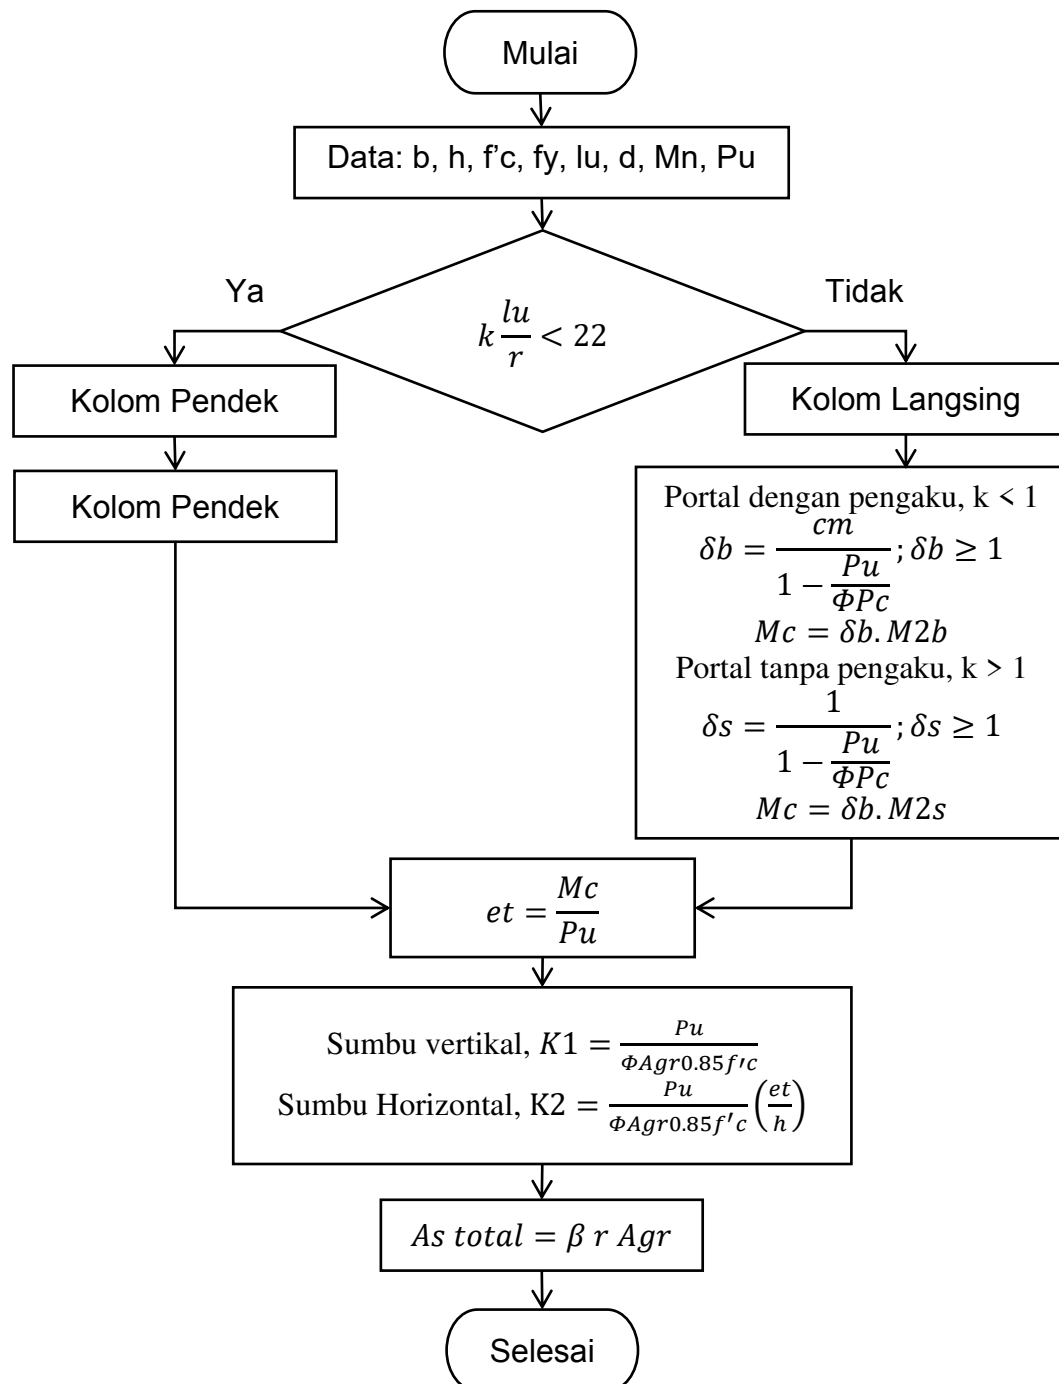 Mulai
Data: b, h, f'c, fy, lu, d, Mn, Pu
Ya
Tidak
k lu/r < 22
Kolom Pendek
Kolom Langsing
Kolom Pendek
Portal dengan pengaku, k < 1
δb = cm / (1 − Pu/ΦPc) ; δb ≥ 1
Mc = δb. M2b
Portal tanpa pengaku, k > 1
δs = 1 / (1 − Pu/ΦPc) ; δs ≥ 1
Mc = δb. M2s
et = Mc/Pu
Sumbu vertikal, K1 = Pu/ΦAgr0.85f′c
Sumbu Horizontal, K2 = Pu/ΦAgr0.85f′c (et/h)
As total = β r Agr
Selesai